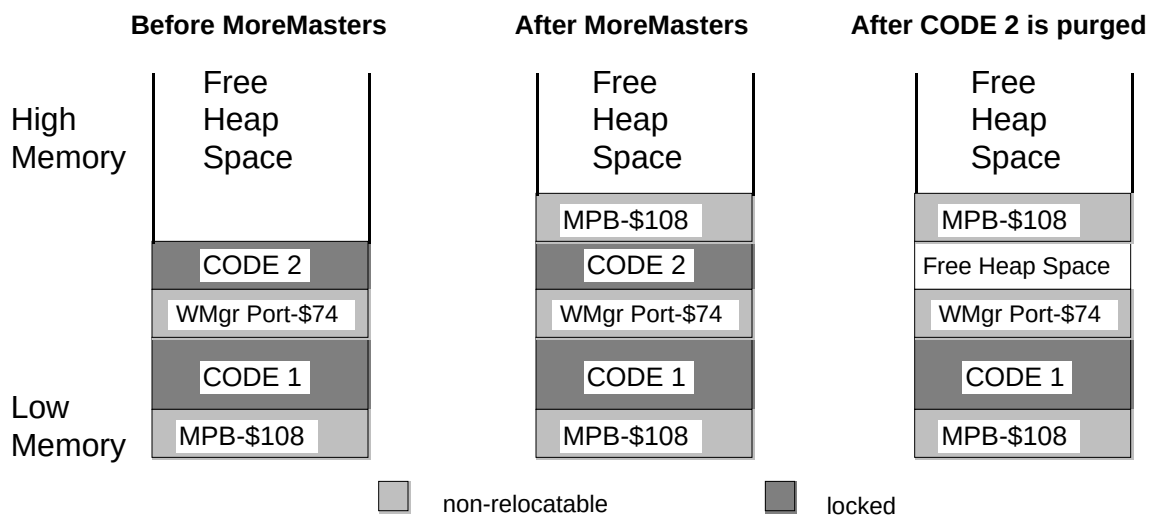 Before MoreMasters
After MoreMasters
After CODE 2 is purged
High
Memory
Low
Memory
Free
Heap
Space
CODE 2
WMgr Port-$74
CODE 1
MPB-$108
Free
Heap
Space
MPB-$108
CODE 2
WMgr Port-$74
CODE 1
MPB-$108
Free
Heap
Space
MPB-$108
Free Heap Space
WMgr Port-$74
CODE 1
MPB-$108
non-relocatable
locked